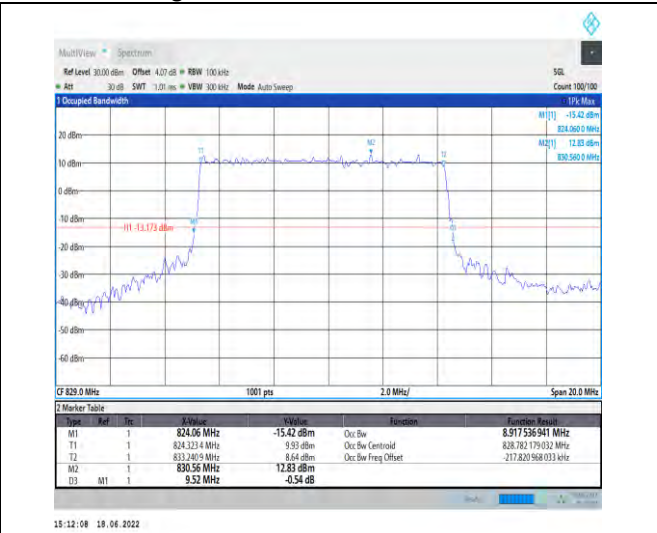 MultiView Spectrum
Ref Level 30.00 dBm Offset 4.07 dB RBW 100 kHz SGL
Att 30 dB SWT 1.01 ms VBW 300 kHz Mode Auto Sweep Count 100/100
1 Occupied Bandwidth 1Pk Max
M1[1] -15.42 dBm
824.060 0 MHz
M2[1] 12.83 dBm
830.560 0 MHz
20 dBm
M2
T1
T2
10 dBm
0 dBm
-10 dBm
M1
H1 -13.173 dBm
D3
-20 dBm
-30 dBm
-40 dBm
-50 dBm
-60 dBm
CF 829.0 MHz 1001 pts 2.0 MHz/ Span 20.0 MHz
2 Marker Table
Type Ref Trc X-Value Y-Value Function Function Result
M1 1 824.06 MHz -15.42 dBm Occ Bw 8.917 536 941 MHz
T1 1 824.323 4 MHz 9.93 dBm Occ Bw Centroid 828.782 179 032 MHz
T2 1 833.240 9 MHz 8.64 dBm Occ Bw Freq Offset -217.820 968 033 kHz
M2 1 830.56 MHz 12.83 dBm
D3 M1 1 9.52 MHz -0.54 dB
15:12:08 18.06.2022